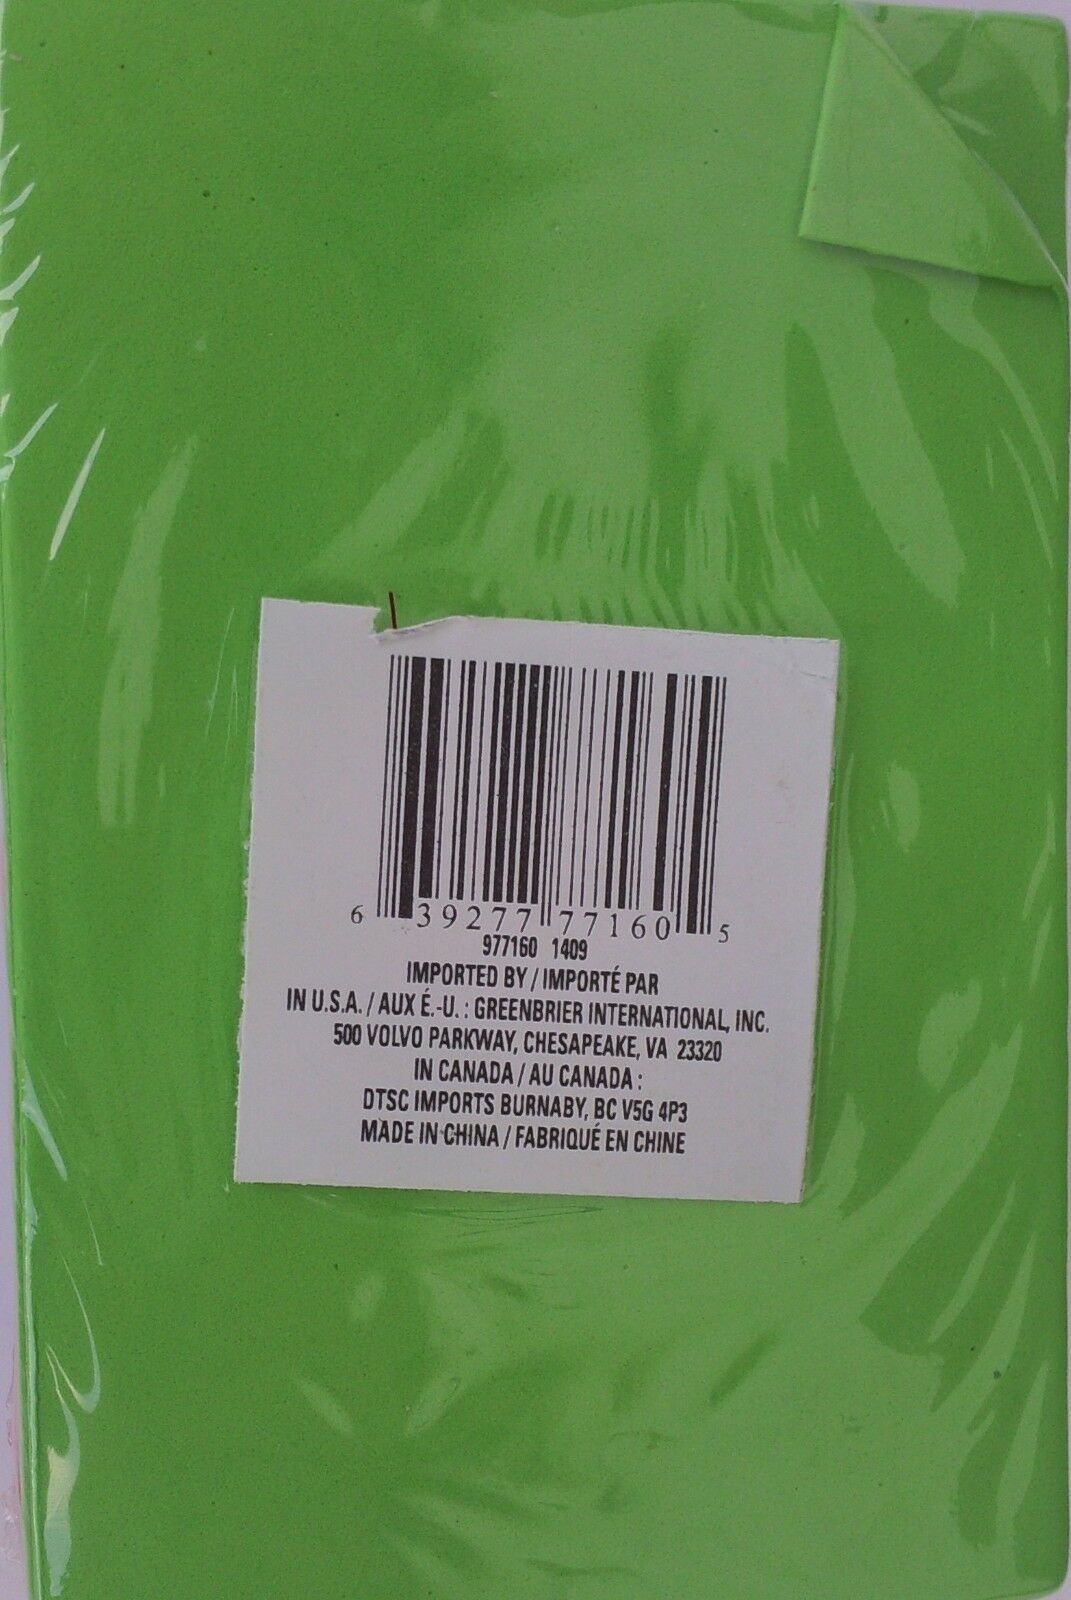 6 39277 77160 5
977160 1409
IMPORTED BY / IMPORTÉ PAR
IN U.S.A. / AUX É.-U. : GREENBRIER INTERNATIONAL, INC.
500 VOLVO PARKWAY, CHESAPEAKE, VA 23320
IN CANADA / AU CANADA :
DTSC IMPORTS BURNABY, BC V5G 4P3
MADE IN CHINA / FABRIQUÉ EN CHINE